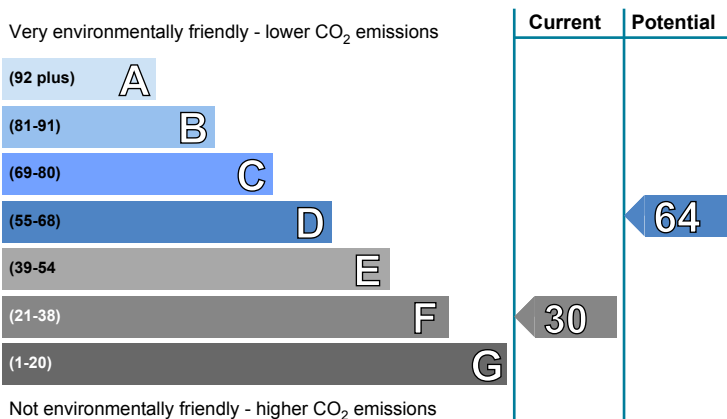 Current Potential
Very environmentally friendly - lower CO₂ emissions
(92 plus) A
(81-91) B
(69-80) C
(55-68) D
64
(39-54 E
(21-38) F
30
(1-20) G
Not environmentally friendly - higher CO₂ emissions